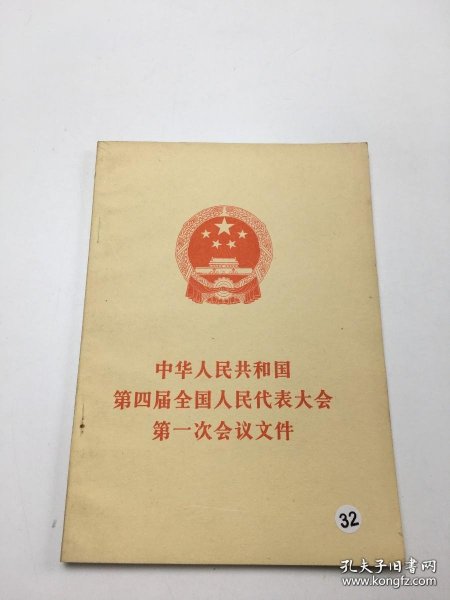 中华人民共和国
第四届全国人民代表大会
第一次会议文件
32
孔夫子旧书网
www.kongfz.com